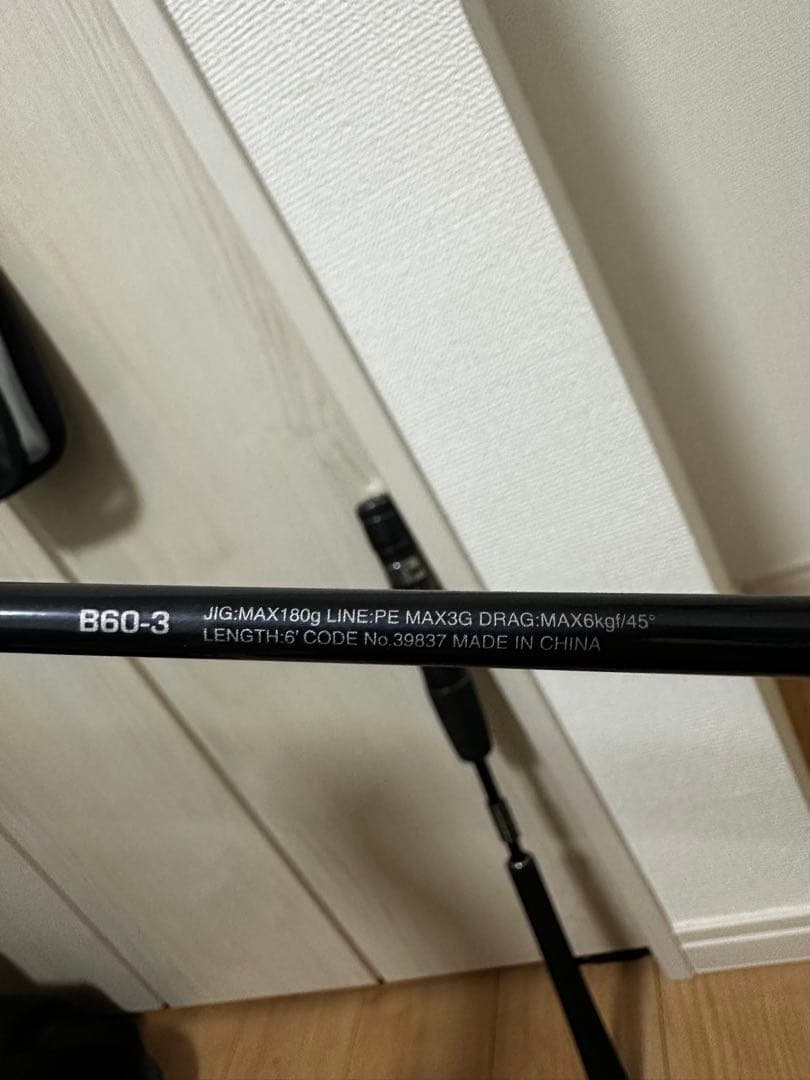 B60-3
JIG:MAX180g LINE:PE MAX3G DRAG:MAX6kgf/45°
LENGTH:6' CODE No.39837 MADE IN CHINA